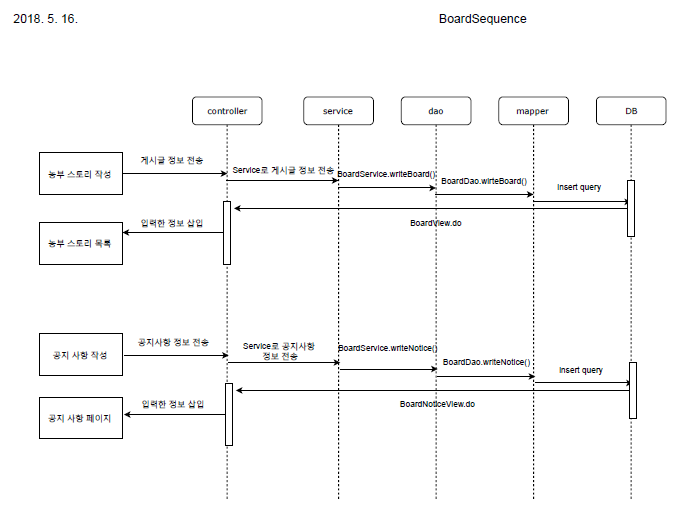 2018. 5. 16.
BoardSequence
controller
service
dao
mapper
DB
농부 스토리 작성
게시글 정보 전송
Service로 게시글 정보 전송
BoardService.writeBoard()
BoardDao.wirteBoard()
Insert query
BoardView.do
입력한 정보 삽입
농부 스토리 목록
공지 사항 작성
공지사항 정보 전송
Service로 공지사항
정보 전송
BoardService.writeNotice()
BoardDao.writeNotice()
Insert query
BoardNoticeView.do
입력한 정보 삽입
공지 사항 페이지